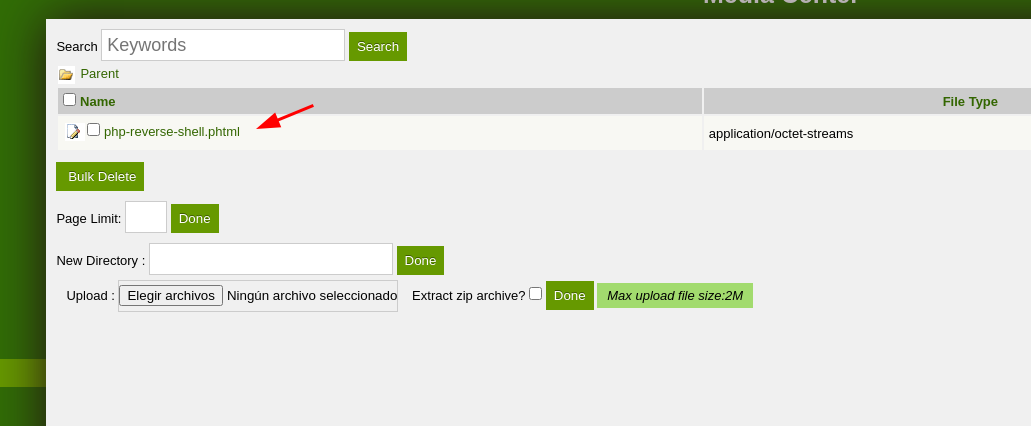 Media Center
Search Keywords Search
Parent
Name File Type
php-reverse-shell.phtml application/octet-streams
Bulk Delete
Page Limit: Done
New Directory : Done
Upload : Elegir archivos Ningún archivo seleccionado Extract zip archive? Done Max upload file size:2M